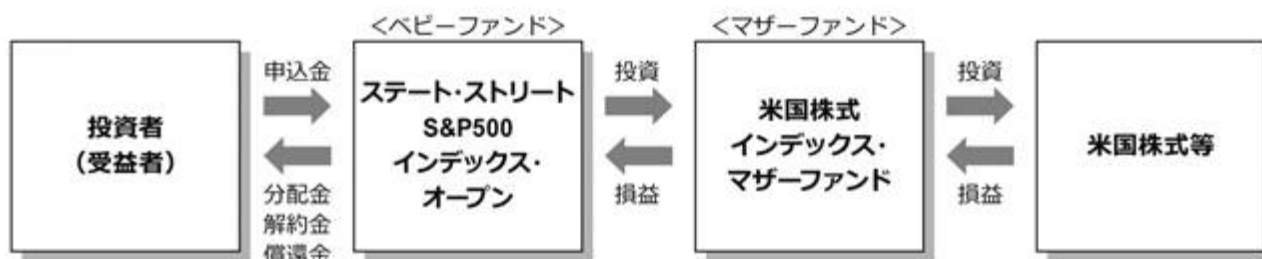 <ベビーファンド>
<マザーファンド>
投資者
(受益者)
申込金
分配金
解約金
償還金
ステート・ストリート
S&P500
インデックス・
オープン
投資
損益
米国株式
インデックス・
マザーファンド
投資
損益
米国株式等